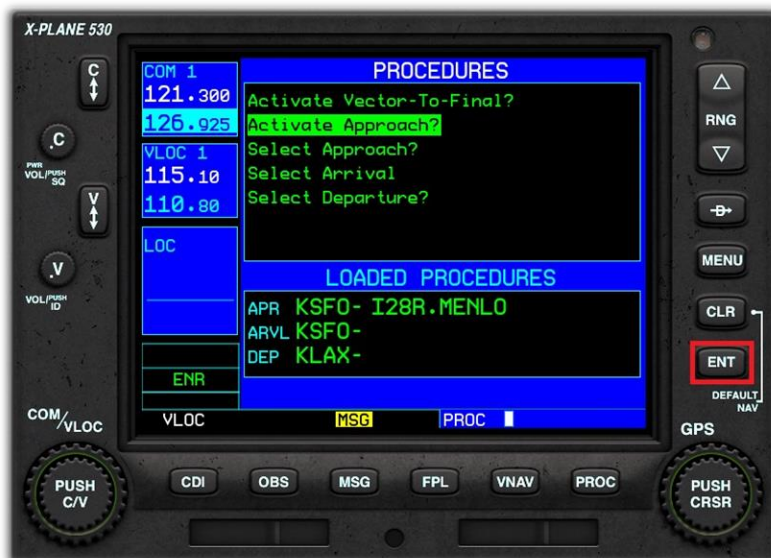 X-PLANE 530
C
.C
PWR VOL/PUSH SQ
V
.V
VOL/PUSH ID
COM/VLOC
PUSH C/V
COM 1
121.300
126.925
VLOC 1
115.10
110.80
LOC
ENR
VLOC
MSG
PROC
PROCEDURES
Activate Vector-To-Final?
Activate Approach?
Select Approach?
Select Arrival
Select Departure?
LOADED PROCEDURES
APR KSFO- I28R.MENLO
ARVL KSFO-
DEP KLAX-
RNG
D
MENU
CLR
ENT
DEFAULT NAV
GPS
PUSH CRSR
CDI
OBS
MSG
FPL
VNAV
PROC